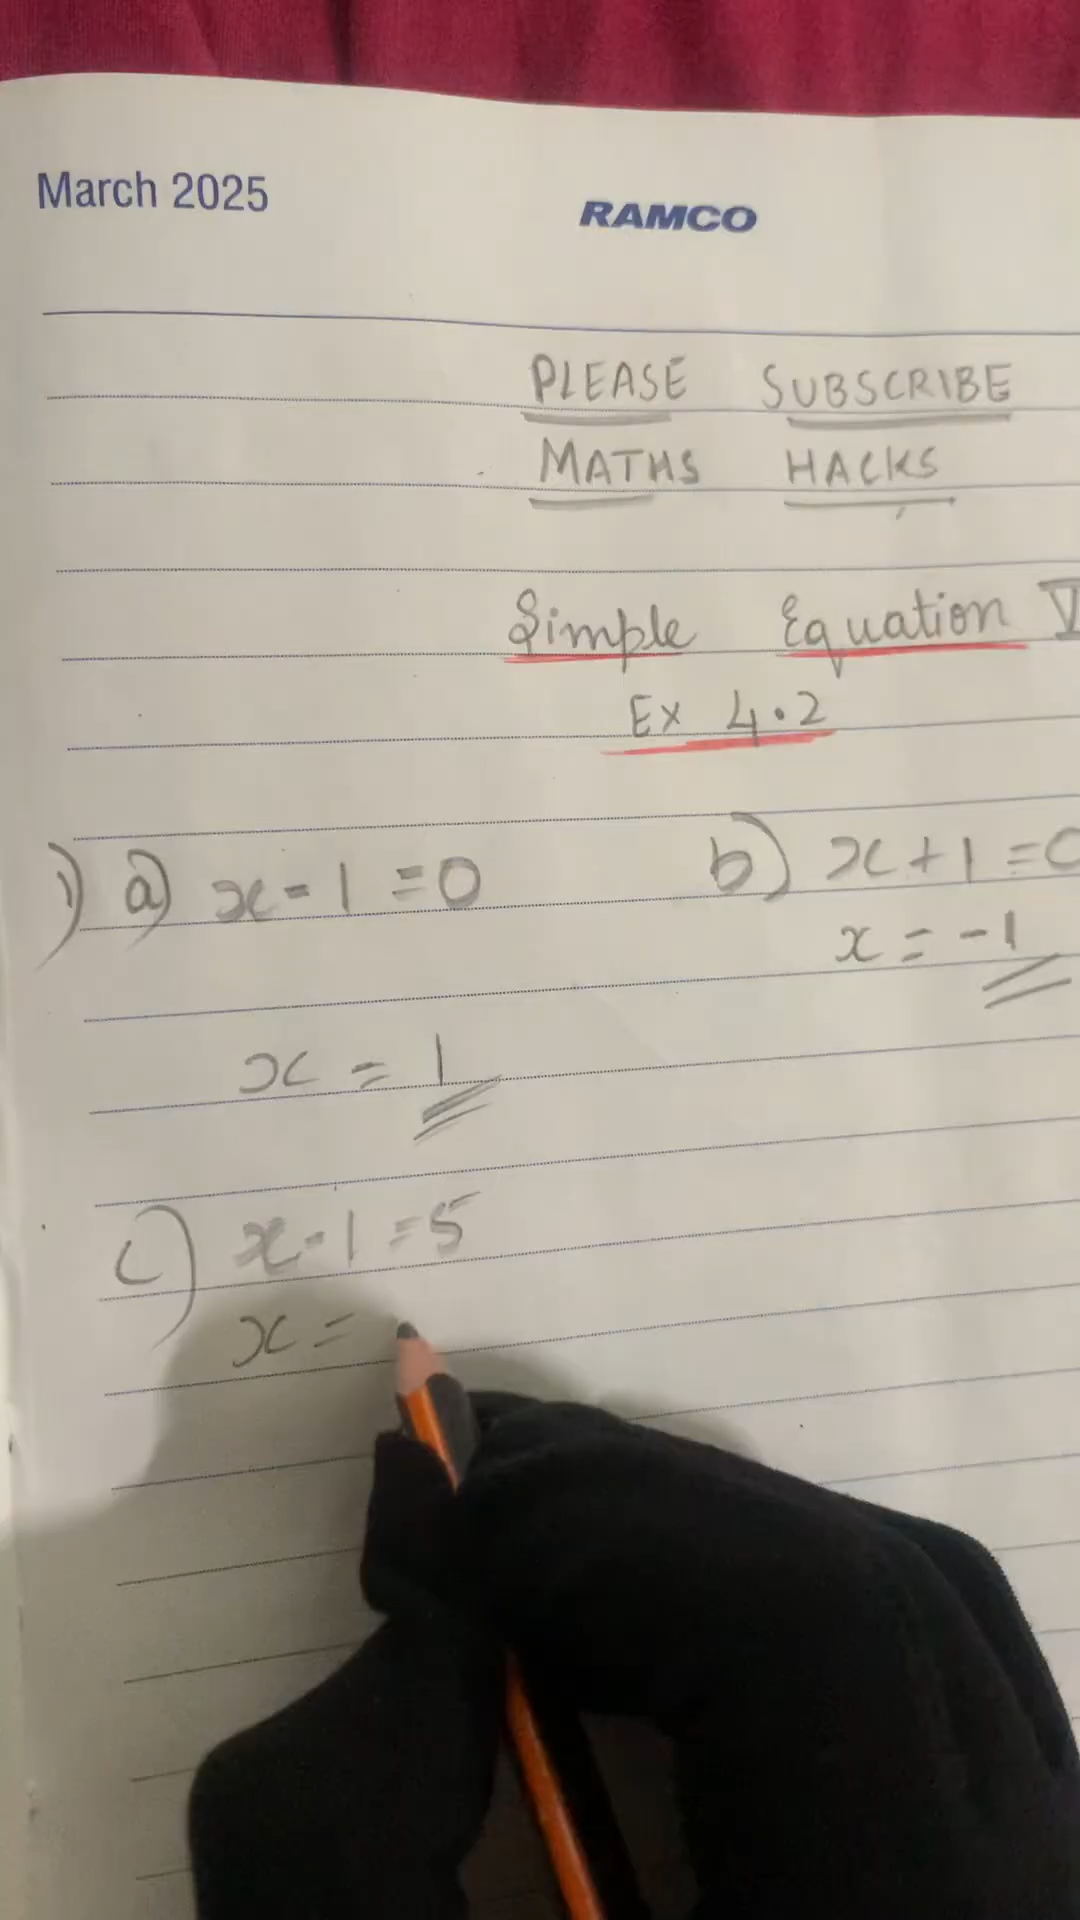 March 2025
RAMCO
PLEASE SUBSCRIBE
MATHS HACKS
Simple Equation
Ex 4.2
1) a) x - 1 = 0
b) x + 1 = 0
x = -1
x = 1
c) x - 1 = 5
x =